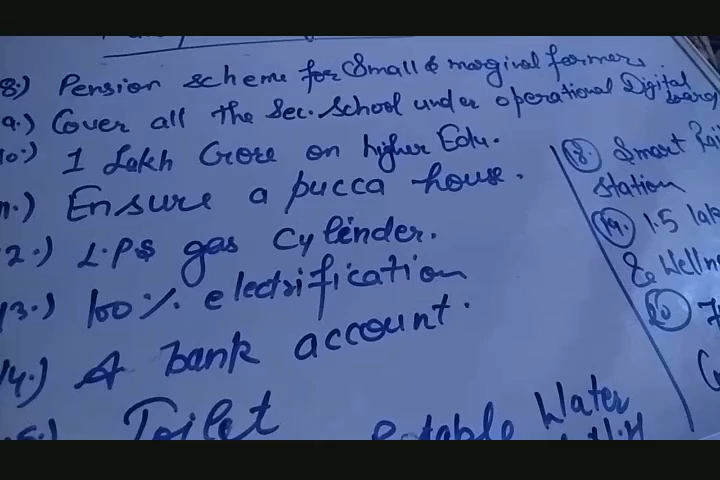 8.) Pension scheme for Small & marginal farmers.
9.) Cover all the Sec. School under operational Digital board
10.) 1 Lakh Crore on higher Edu.
11.) Ensure a pucca house.
12.) L.P.G gas Cylinder.
13.) 100% electrification
14.) A bank account.
Toilet
Potable Water
18. Smart
Station
19. 1.5
& Welln
20